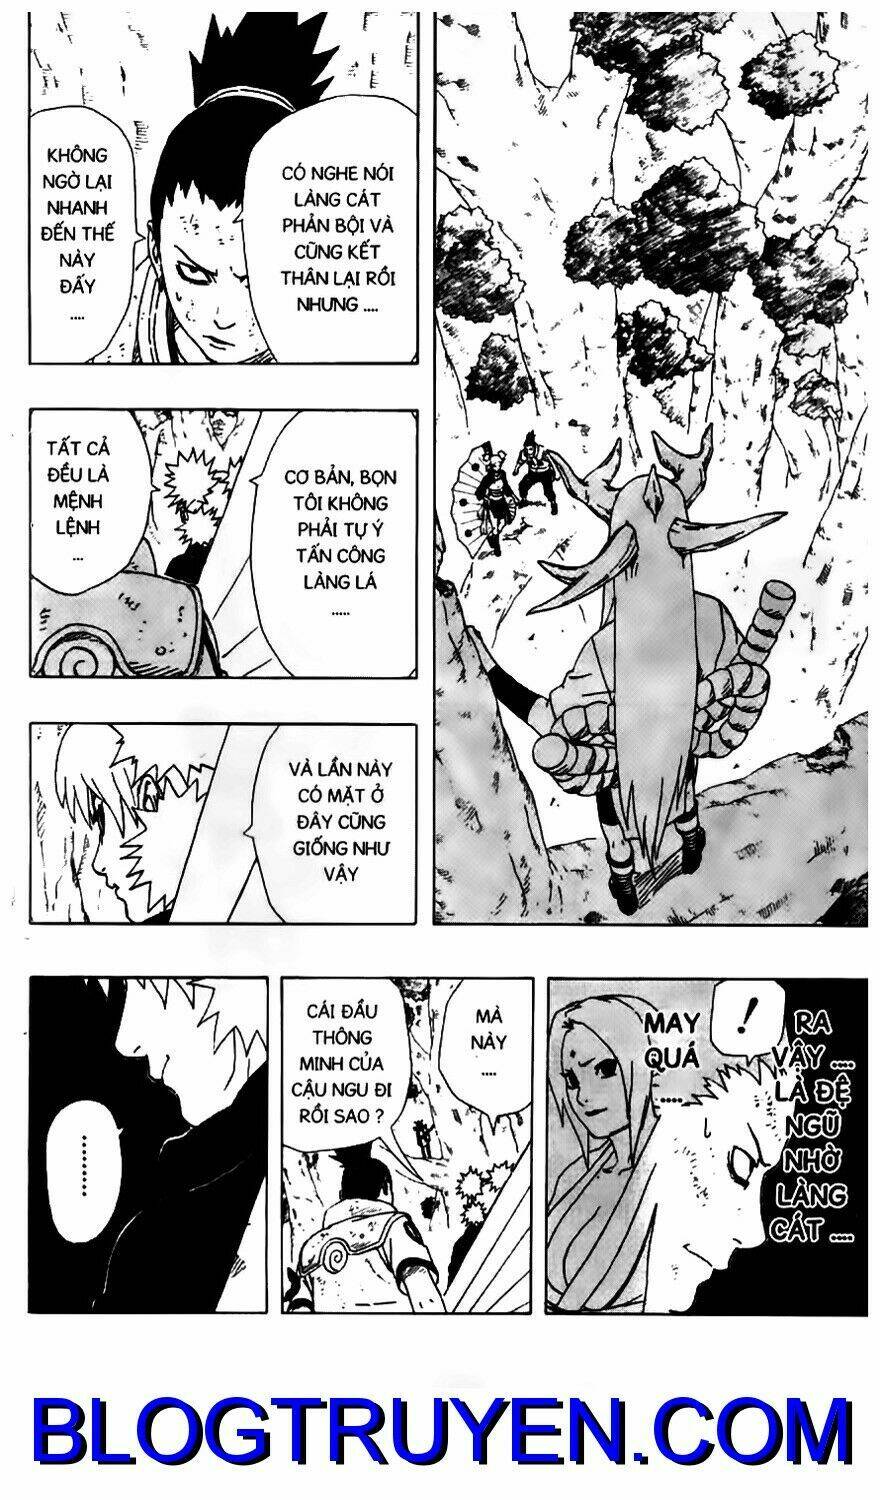 CÓ NGHE NÓI
LÀNG CÁT
PHẢN BỘI VÀ
CŨNG KẾT
THÂN LẠI RỒI
NHƯNG ....
KHÔNG
NGỜ LẠI
NHANH
ĐẾN THẾ
NÀY
ĐẤY
....
CƠ BẢN, BỌN
TÔI KHÔNG
PHẢI TỰ Ý
TẤN CÔNG
LÀNG LÁ
.....
TẤT CẢ
ĐỀU LÀ
MỆNH
LỆNH
...
VÀ LẦN NÀY
CÓ MẶT Ở
ĐÂY CŨNG
GIỐNG NHƯ
VẬY
RA
VẬY ....
LÀ ĐỆ
NGŨ
NHỜ
LÀNG
CÁT ....
!
MAY
QUÁ
.....
MÀ
NÀY
....
CÁI ĐẦU
THÔNG
MINH CỦA
CẬU NGU ĐI
RỒI SAO ?
.........
BLOGTRUYEN.COM